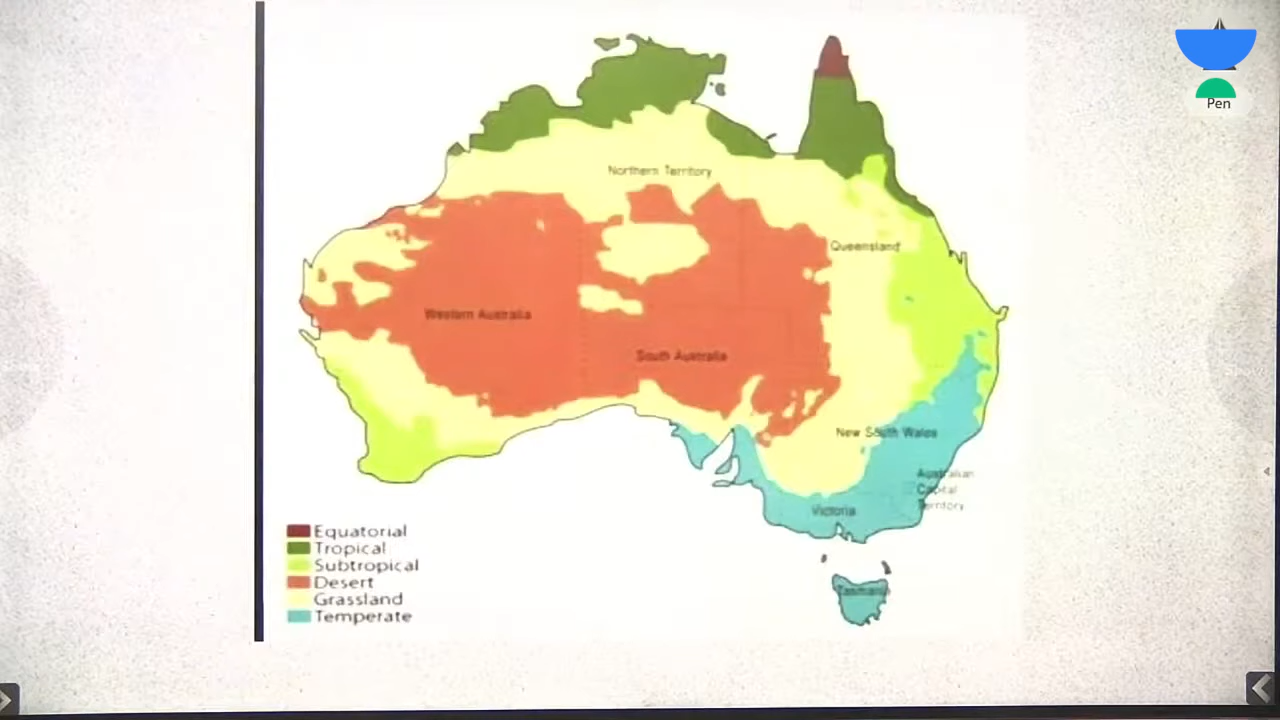 Pen
Northern Territory
Queensland
Western Australia
South Australia
New South Wales
Australian
Capital
Territory
Victoria
Tasmania
Equatorial
Tropical
Subtropical
Desert
Grassland
Temperate